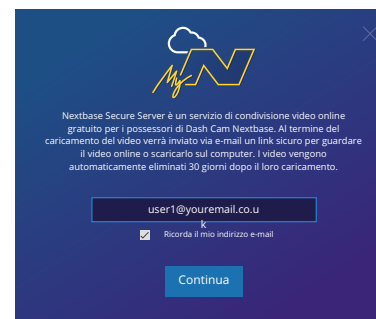 My N
Nextbase Secure Server è un servizio di condivisione video online
gratuito per i possessori di Dash Cam Nextbase. Al termine del
caricamento del video verrà inviato via e-mail un link sicuro per guardare
il video online o scaricarlo sul computer. I video vengono
automaticamente eliminati 30 giorni dopo il loro caricamento.
user1@youremail.co.u
k
Ricorda il mio indirizzo e-mail
Continua